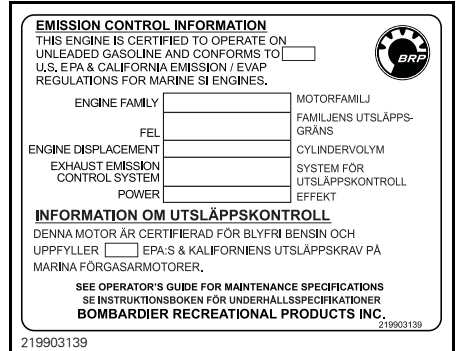 EMISSION CONTROL INFORMATION
THIS ENGINE IS CERTIFIED TO OPERATE ON
UNLEADED GASOLINE AND CONFORMS TO
U.S. EPA & CALIFORNIA EMISSION / EVAP
REGULATIONS FOR MARINE SI ENGINES.
BRP
ENGINE FAMILY MOTORFAMILJ
FEL FAMILJENS UTSLÄPPS-
GRÄNS
ENGINE DISPLACEMENT CYLINDERVOLYM
EXHAUST EMISSION SYSTEM FÖR
CONTROL SYSTEM UTSLÄPPSKONTROLL
POWER EFFEKT
INFORMATION OM UTSLÄPPSKONTROLL
DENNA MOTOR ÄR CERTIFIERAD FÖR BLYFRI BENSIN OCH
UPPFYLLER EPA:S & KALIFORNIENS UTSLÄPPSKRAV PÅ
MARINA FÖRGASARMOTORER.
SEE OPERATOR'S GUIDE FOR MAINTENANCE SPECIFICATIONS
SE INSTRUKTIONSBOKEN FÖR UNDERHÅLLSSPECIFIKATIONER
BOMBARDIER RECREATIONAL PRODUCTS INC.
219903139
219903139